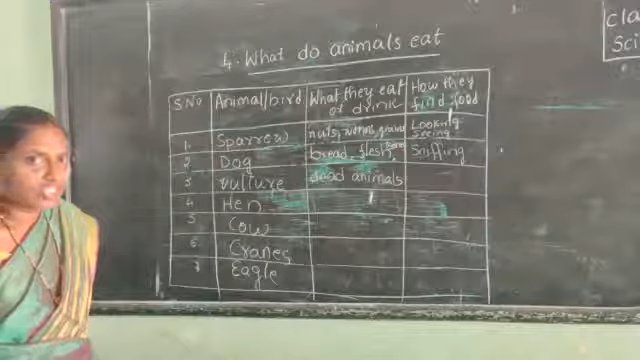 cla
Sci
4. What do animals eat
S.No Animal/bird What they eat or drink How they find food
1. Sparrow nuts, worms, grains Looking seeing
2 Dog bread, flesh, Sniffing
3 vulture dead animals
4 Hen
5 Cow
6. Cranes
7 Eagle